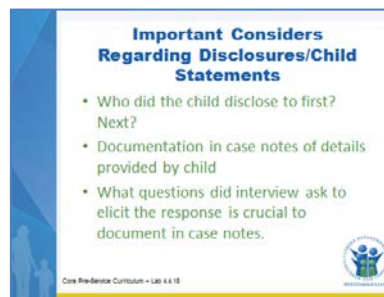 Important Considers
Regarding Disclosures/Child
Statements
• Who did the child disclose to first?
Next?
• Documentation in case notes of details
provided by child
• What questions did interview ask to
elicit the response is crucial to
document in case notes.
Core Pre-Service Curriculum – Lab 4.4.15